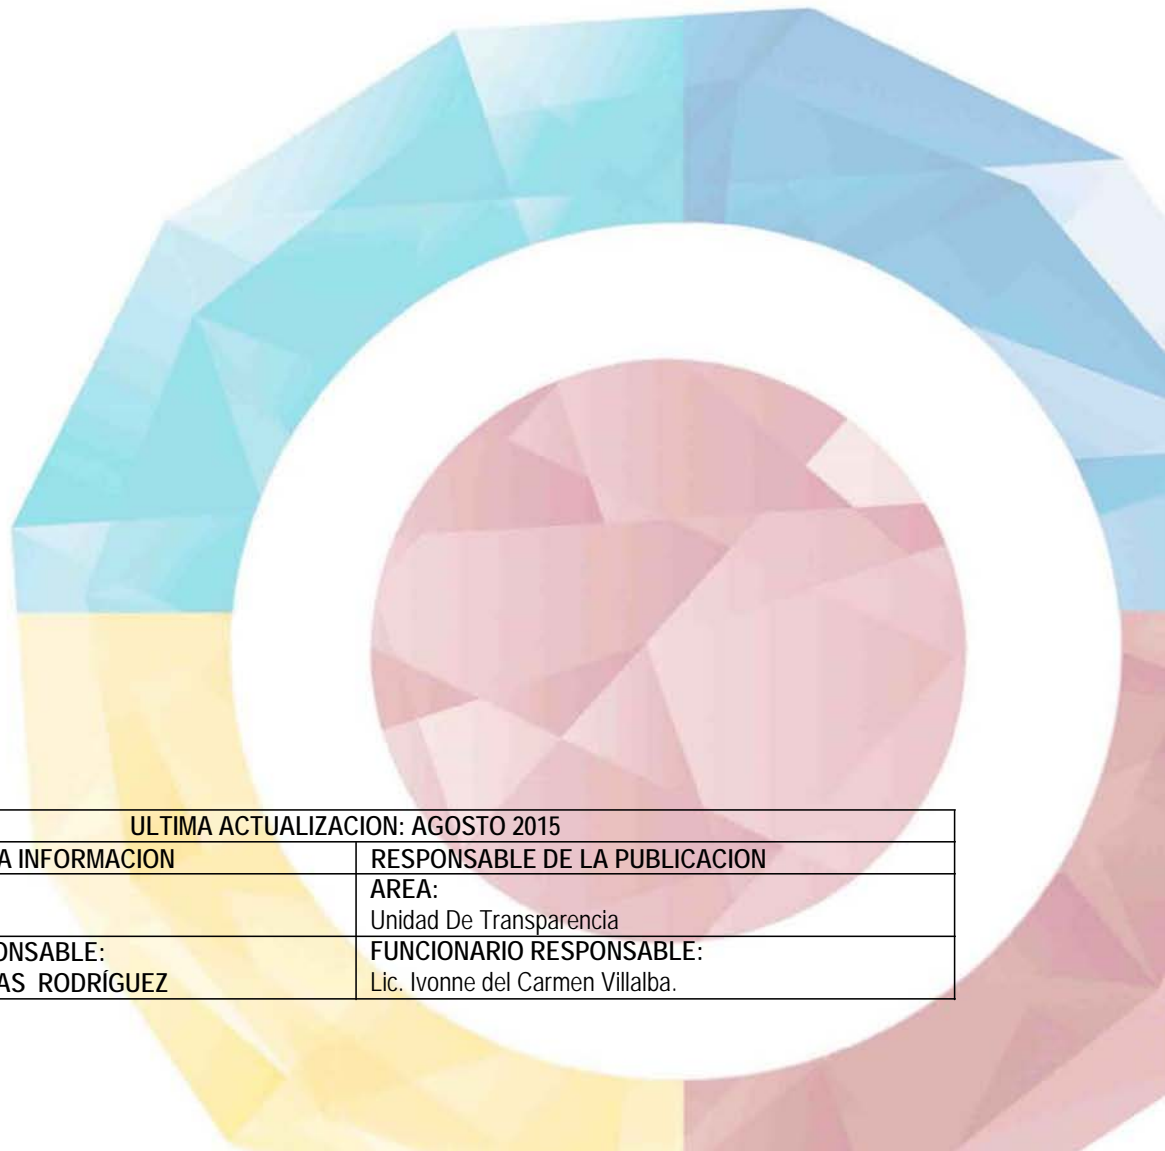 ULTIMA ACTUALIZACION: AGOSTO 2015
A INFORMACION
RESPONSABLE DE LA PUBLICACION
AREA:
Unidad De Transparencia
ONSABLE:
AS RODRÍGUEZ
FUNCIONARIO RESPONSABLE:
Lic. Ivonne del Carmen Villalba.